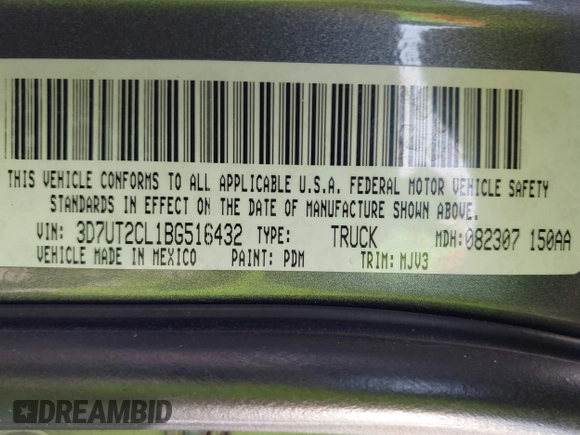 THIS VEHICLE CONFORMS TO ALL APPLICABLE U.S.A. FEDERAL MOTOR VEHICLE SAFETY
STANDARDS IN EFFECT ON THE DATE OF MANUFACTURE SHOWN ABOVE.
VIN: 3D7UT2CL1BG516432 TYPE: TRUCK MDH: 082307 150AA
VEHICLE MADE IN MEXICO PAINT: PDM TRIM: MJV3
DREAMBID